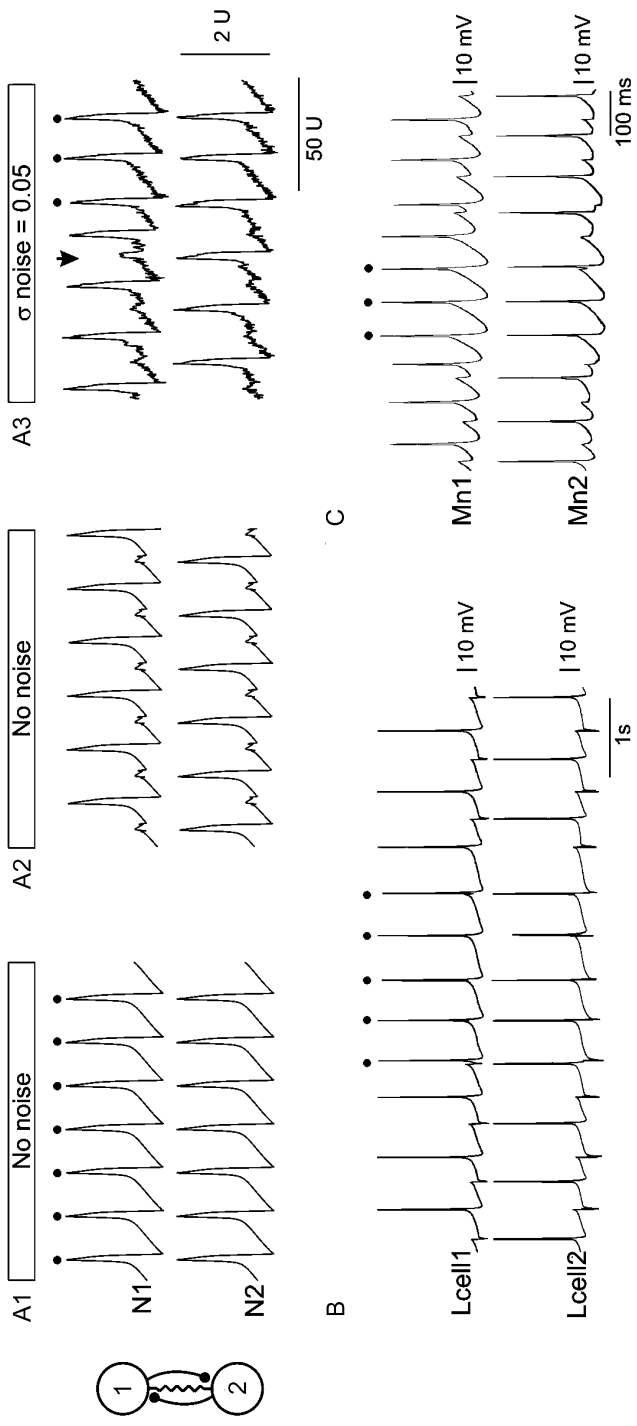 A1
No noise
A2
No noise
A3
σ noise = 0.05
1
2
N1
N2
2 U
50 U
B
Lcell1
10 mV
Lcell2
10 mV
1s
C
Mn1
10 mV
Mn2
10 mV
100 ms